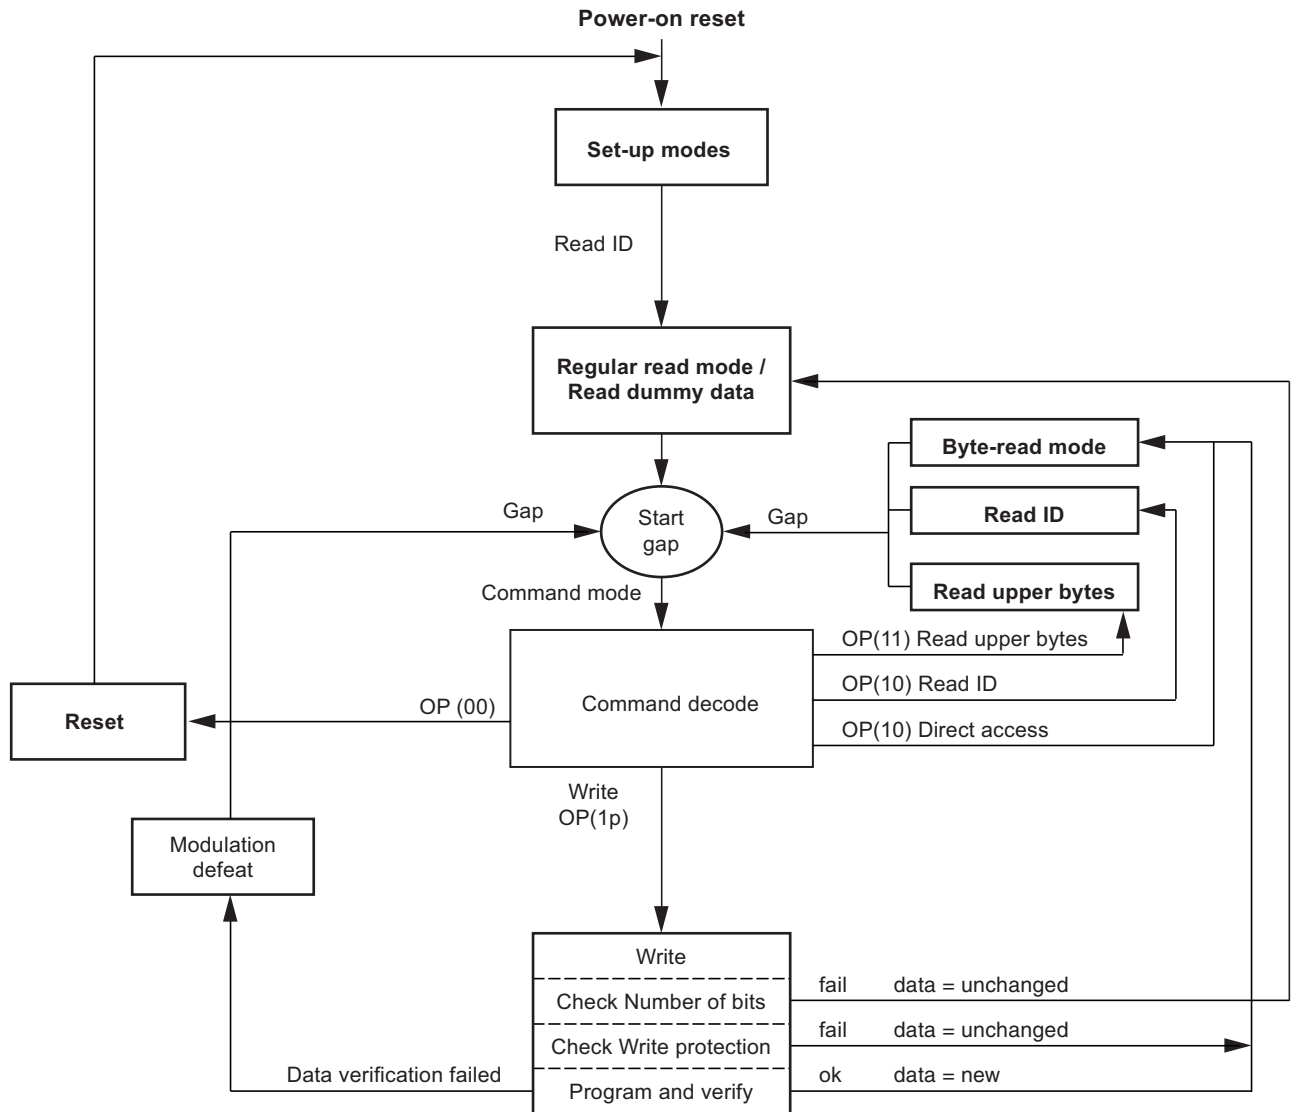 Power-on reset
Set-up modes
Read ID
Regular read mode /
Read dummy data
Byte-read mode
Gap
Start
gap
Gap
Read ID
Command mode
Read upper bytes
OP(11) Read upper bytes
OP(10) Read ID
OP(10) Direct access
Command decode
OP (00)
Reset
Write
OP(1p)
Modulation
defeat
Write
Check Number of bits
fail data = unchanged
Check Write protection
fail data = unchanged
Data verification failed
Program and verify
ok data = new